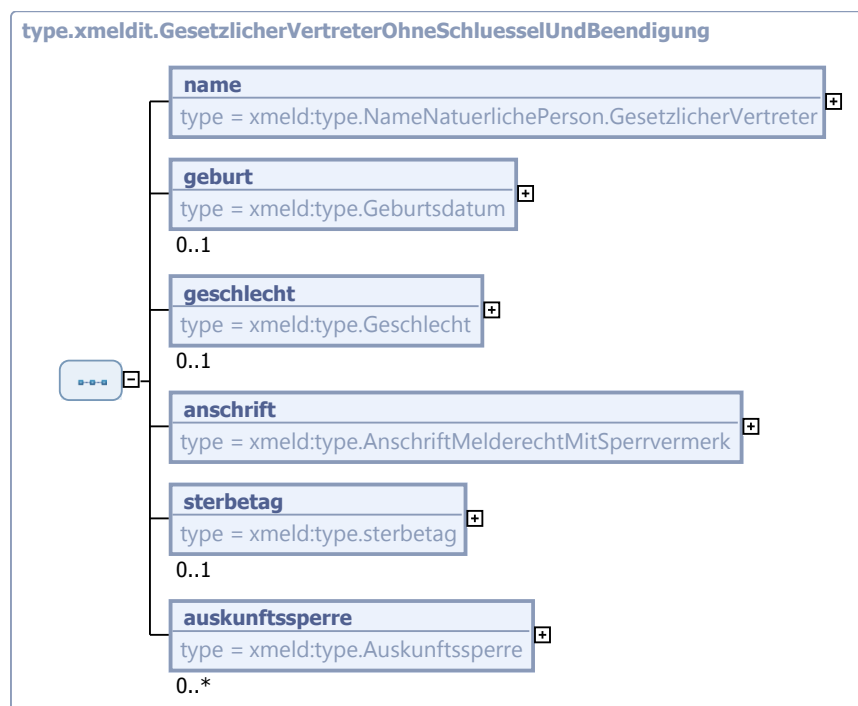 type.xmeldit.GesetzlicherVertreterOhneSchluesselUndBeendigung
name
type = xmeld:type.NameNatuerlichePerson.GesetzlicherVertreter
geburt
type = xmeld:type.Geburtsdatum
0..1
geschlecht
type = xmeld:type.Geschlecht
0..1
anschrift
type = xmeld:type.AnschriftMelderechtMitSperrvermerk
sterbetag
type = xmeld:type.sterbetag
0..1
auskunftssperre
type = xmeld:type.Auskunftssperre
0..*